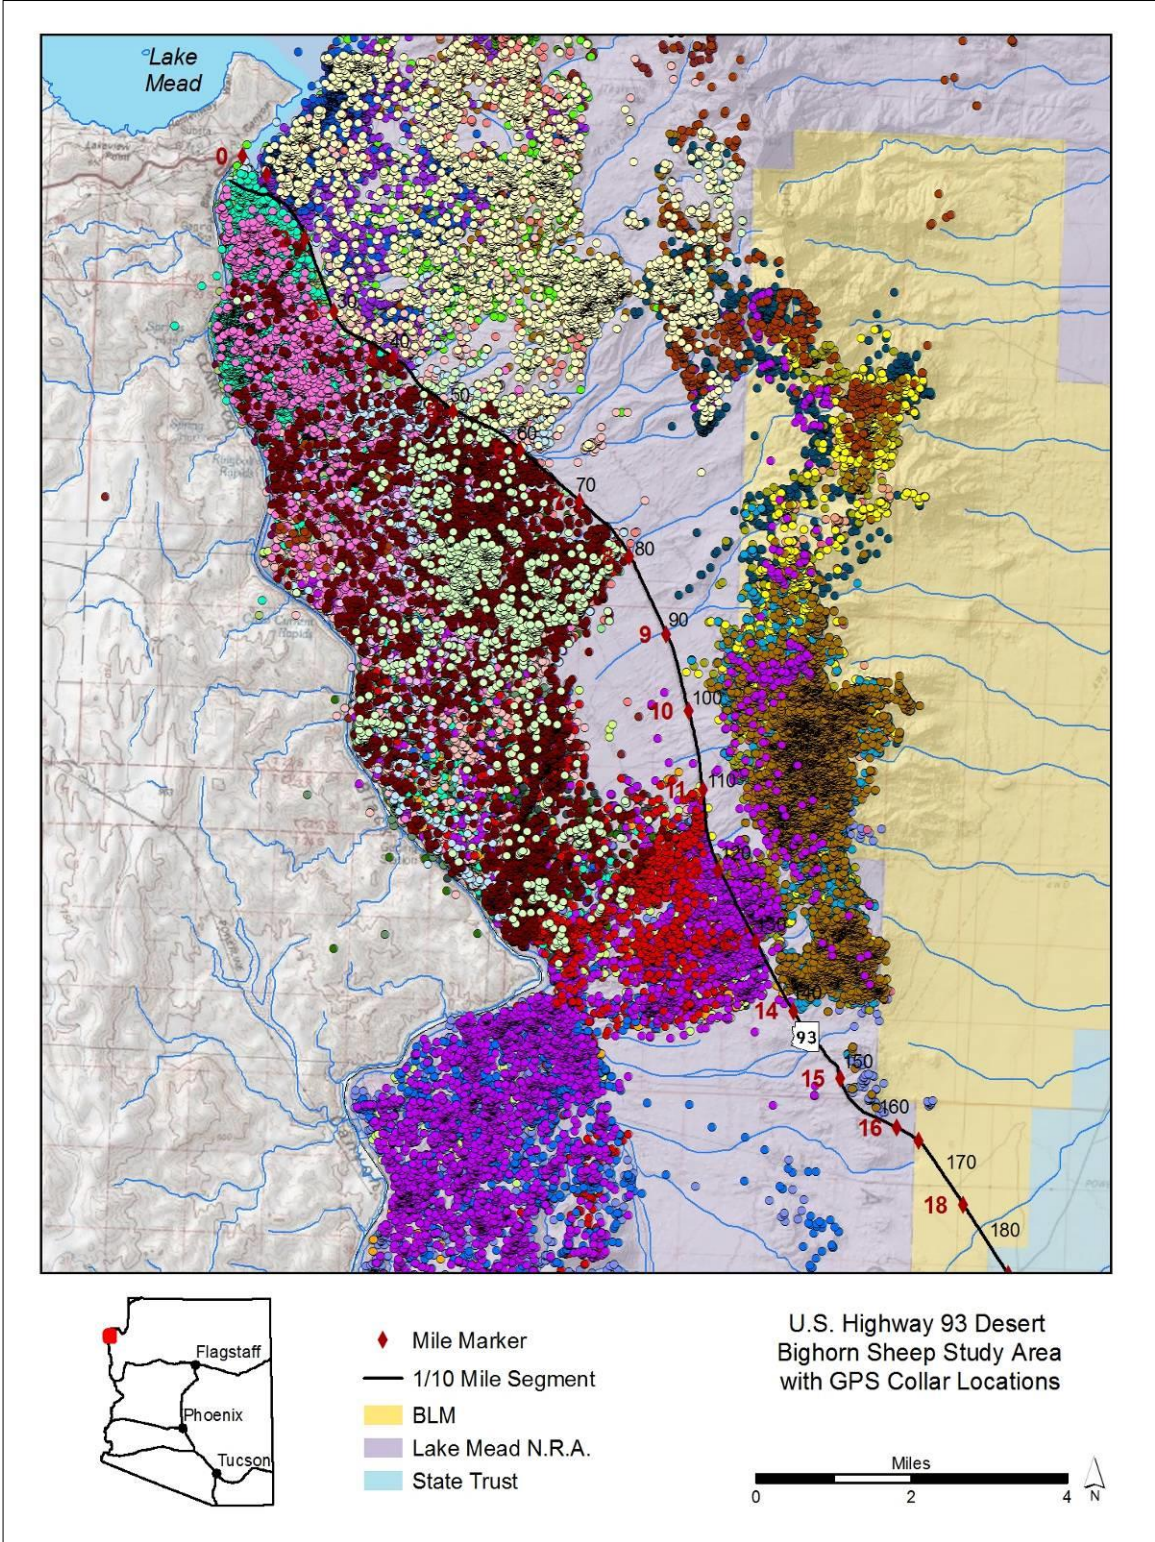 Lake
Mead
0
30
40
50
60
70
80
9
90
10
100
11
110
120
14
93
15
150
16
160
170
18
180
Flagstaff
Phoenix
Tucson
Mile Marker
1/10 Mile Segment
BLM
Lake Mead N.R.A.
State Trust
U.S. Highway 93 Desert
Bighorn Sheep Study Area
with GPS Collar Locations
Miles
0 2 4
N